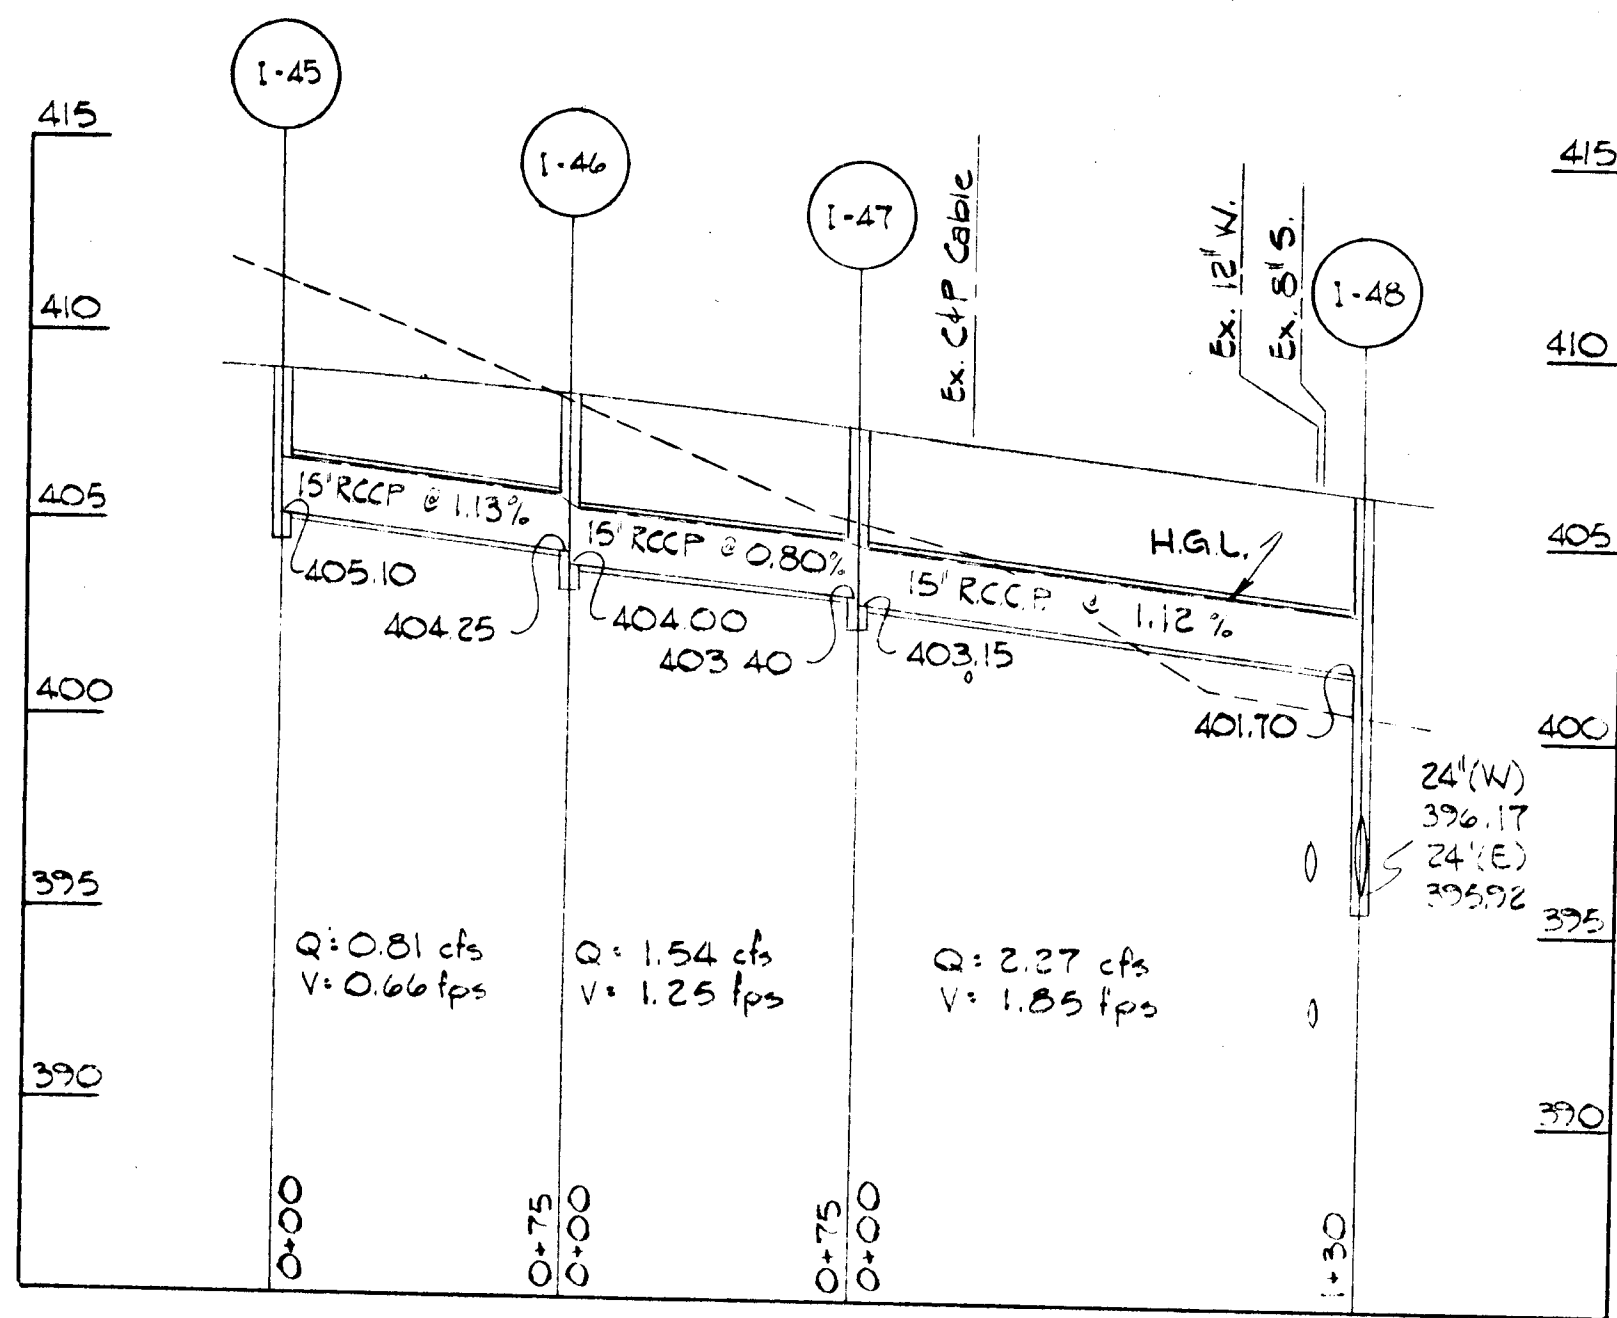 I-45
I-46
I-47
I-48
415
410
405
400
395
390
415
410
405
400
395
390
Ex. C&P Cable
Ex. 12" W.
Ex. 8" S.
15" RCCP @ 1.13%
15" RCCP @ 0.80%
15" R.C.C.P. @ 1.12 %
H.G.L.
405.10
404.25
404.00
403 40
403.15
401.70
24" (W)
396.17
24" (E)
395.92
Q: 0.81 cfs
V: 0.66 fps
Q: 1.54 cfs
V: 1.25 fps
Q: 2.27 cfs
V: 1.85 fps
0+00
0+75
0+00
0+75
0+00
1+30